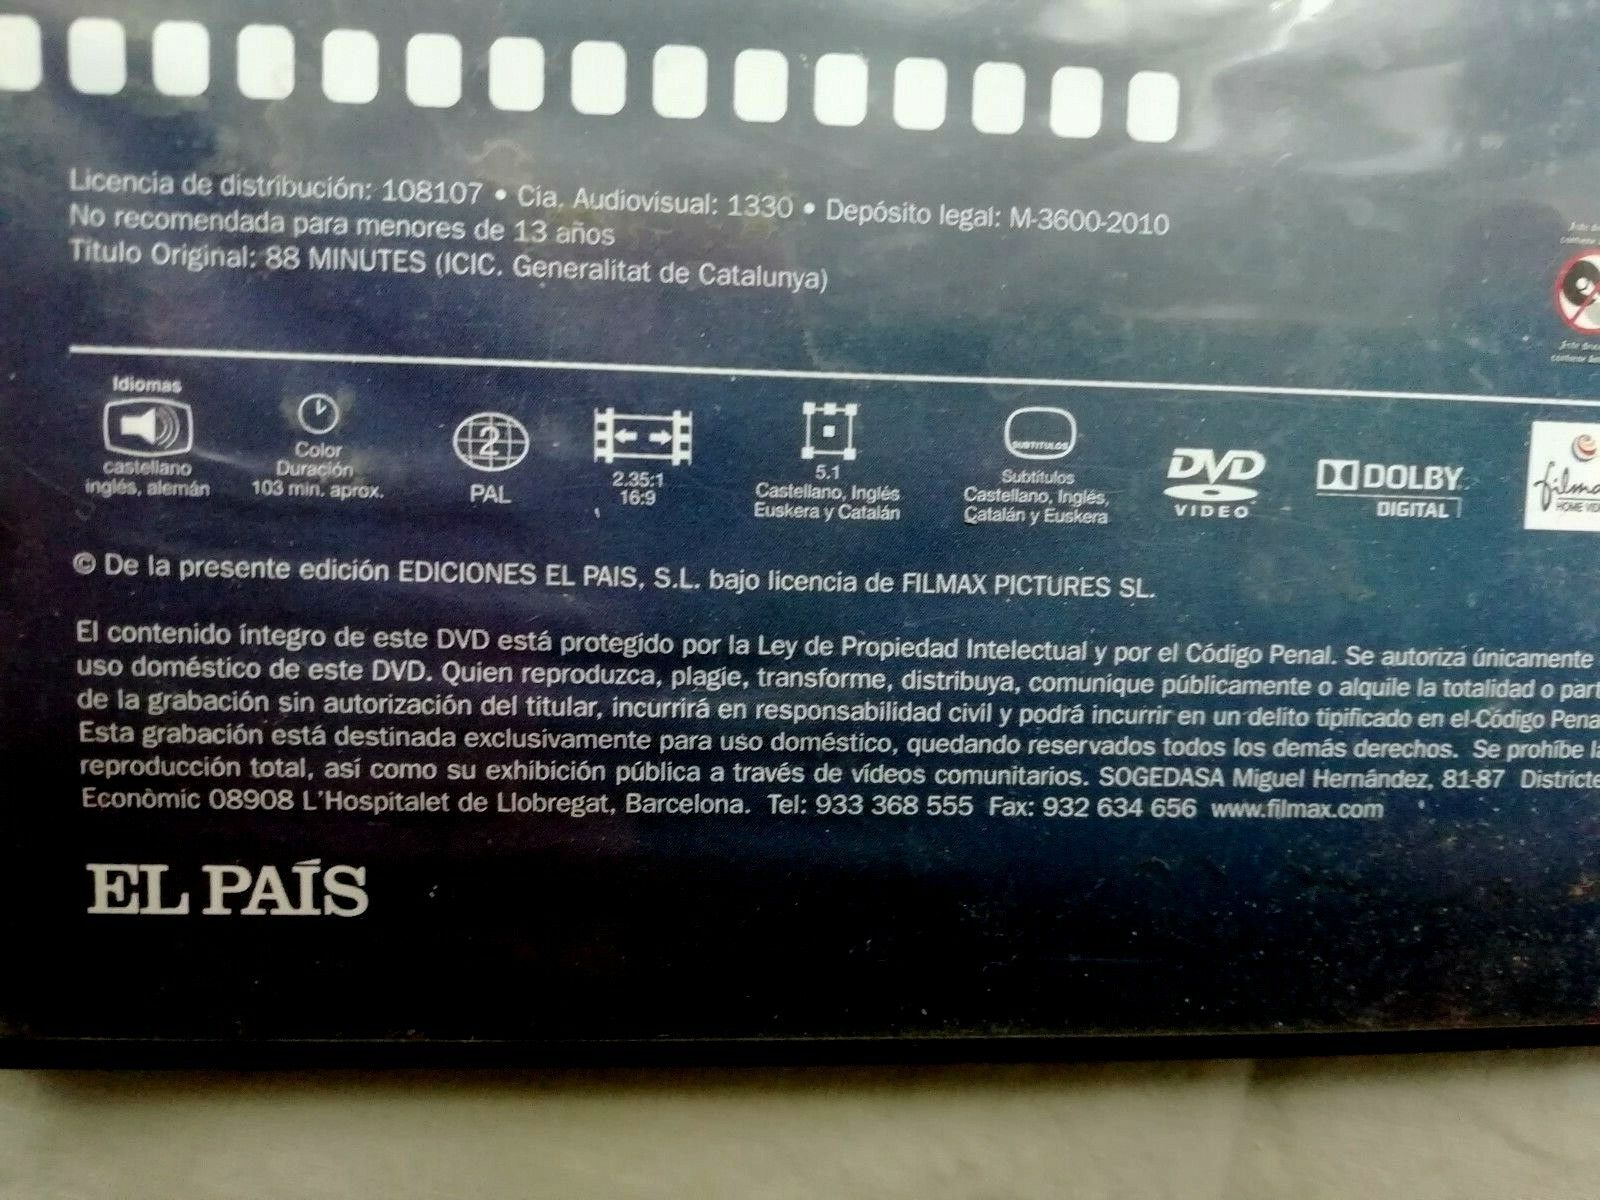 Licencia de distribución: 108107 • Cia. Audiovisual: 1330 • Depósito legal: M-3600-2010
No recomendada para menores de 13 años
Título Original: 88 MINUTES (ICIC. Generalitat de Catalunya)
Idiomas
castellano
inglés, alemán
Color
Duración
103 min. aprox.
2
PAL
2.35:1
16:9
5.1
Castellano, Inglés
Euskera y Catalán
SUBTITULOS
Subtítulos
Castellano, Inglés,
Catalán y Euskera
DVD
VIDEO
DOLBY
DIGITAL
HOME
© De la presente edición EDICIONES EL PAIS, S.L. bajo licencia de FILMAX PICTURES SL.
El contenido íntegro de este DVD está protegido por la Ley de Propiedad Intelectual y por el Código Penal. Se autoriza únicamente
uso doméstico de este DVD. Quien reproduzca, plagie, transforme, distribuya, comunique públicamente o alquile la totalidad o part
de la grabación sin autorización del titular, incurrirá en responsabilidad civil y podrá incurrir en un delito tipificado en el Código Pena
Esta grabación está destinada exclusivamente para uso doméstico, quedando reservados todos los demás derechos. Se prohíbe la
reproducción total, así como su exhibición pública a través de vídeos comunitarios. SOGEDASA Miguel Hernández, 81-87 Districte
Econòmic 08908 L'Hospitalet de Llobregat, Barcelona. Tel: 933 368 555 Fax: 932 634 656 www.filmax.com
EL PAÍS